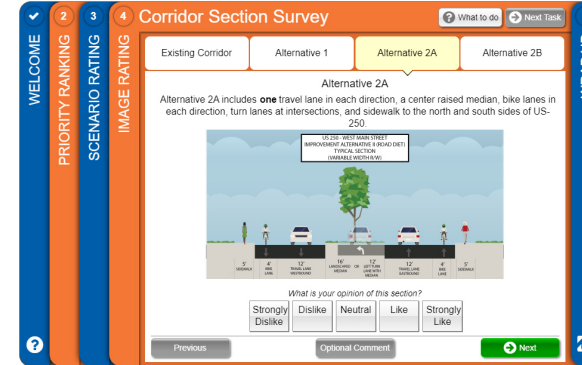 WELCOME
2
PRIORITY RANKING
3
SCENARIO RATING
4
IMAGE RATING
Corridor Section Survey
? What to do
Next Task
Existing Corridor
Alternative 1
Alternative 2A
Alternative 2B
Alternative 2A
Alternative 2A includes one travel lane in each direction, a center raised median, bike lanes in
each direction, turn lanes at intersections, and sidewalk to the north and south sides of US-
250.
US 250 - WEST MAIN STREET
IMPROVEMENT ALTERNATIVE II (ROAD DIET)
TYPICAL
SECTION
(VARIABLE WIDTH R/W)
5' SIDEWALK
4' BIKE LANE
12' TRAVEL LANE WESTBOUND
16' LANDSCAPED MEDIAN
OR
12' LEFT TURN LANE WITH MEDIAN
12' TRAVEL LANE EASTBOUND
4' BIKE LANE
5' SIDEWALK
What is your opinion of this section?
Strongly Dislike
Dislike
Neutral
Like
Strongly Like
?
Previous
Optional Comment
Next